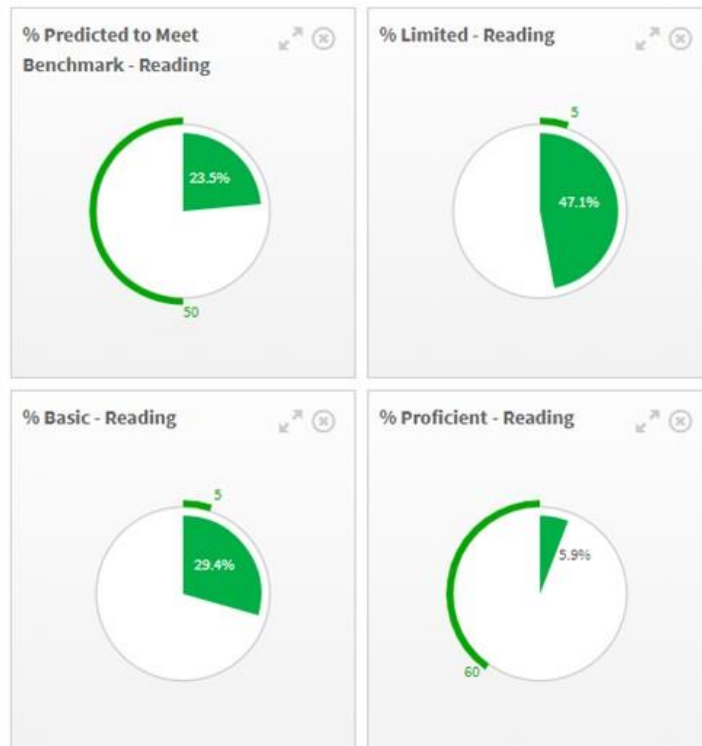 % Predicted to Meet
Benchmark - Reading
23.5%
50
% Limited - Reading
5
47.1%
% Basic - Reading
5
29.4%
% Proficient - Reading
5.9%
60